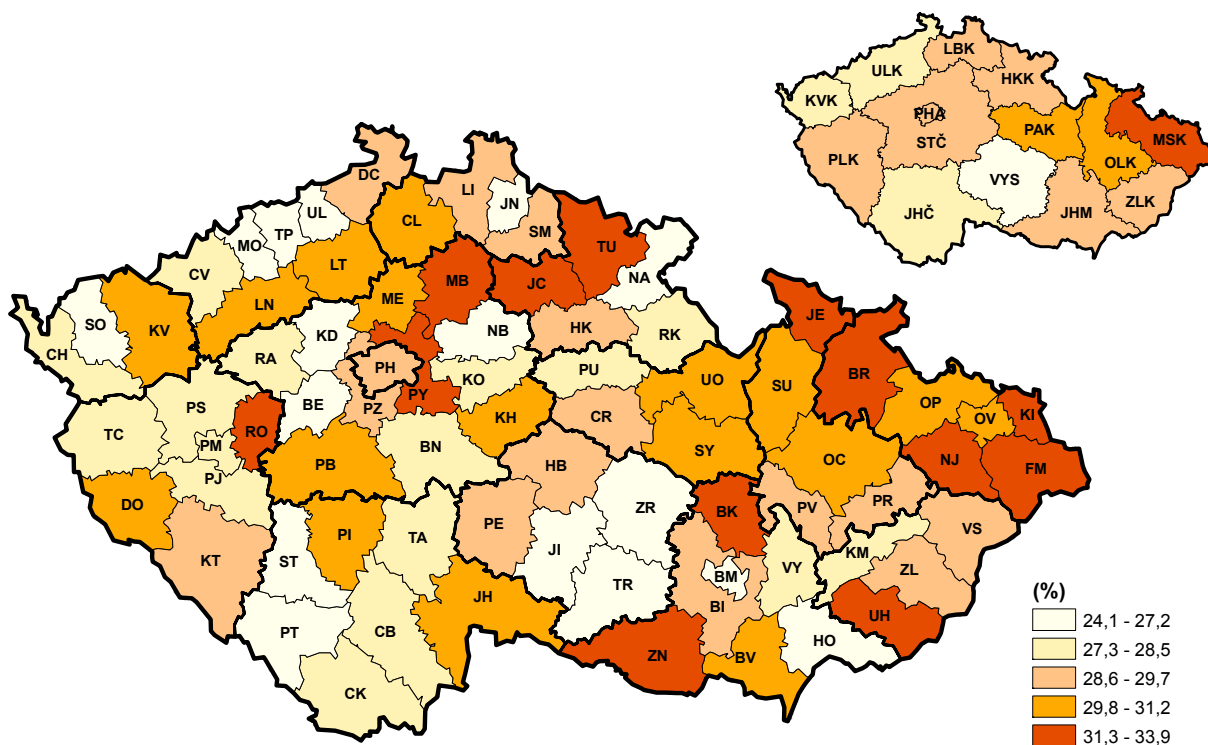 LBK
ULK
HKK
KVK
PHA
PAK
MSK
STČ
PLK
OLK
VYS
ZLK
JHČ
JHM
DC
LI
JN
UL
CL
SM
MO
TP
TU
LT
CV
NA
MB
JC
LN
ME
SO
KV
NB
HK
JE
KD
RK
CH
RA
PH
PU
BR
KO
UO
SU
PY
PS
BE
PZ
OP
KI
KH
CR
OV
TC
RO
PM
BN
SY
OC
NJ
PB
HB
FM
PJ
DO
ZR
BK
PV
PR
PE
VS
PI
TA
KT
ST
JI
KM
VY
ZL
BM
TR
JH
BI
UH
PT
CB
HO
ZN
BV
CK
(%)
24,1 - 27,2
27,3 - 28,5
28,6 - 29,7
29,8 - 31,2
31,3 - 33,9